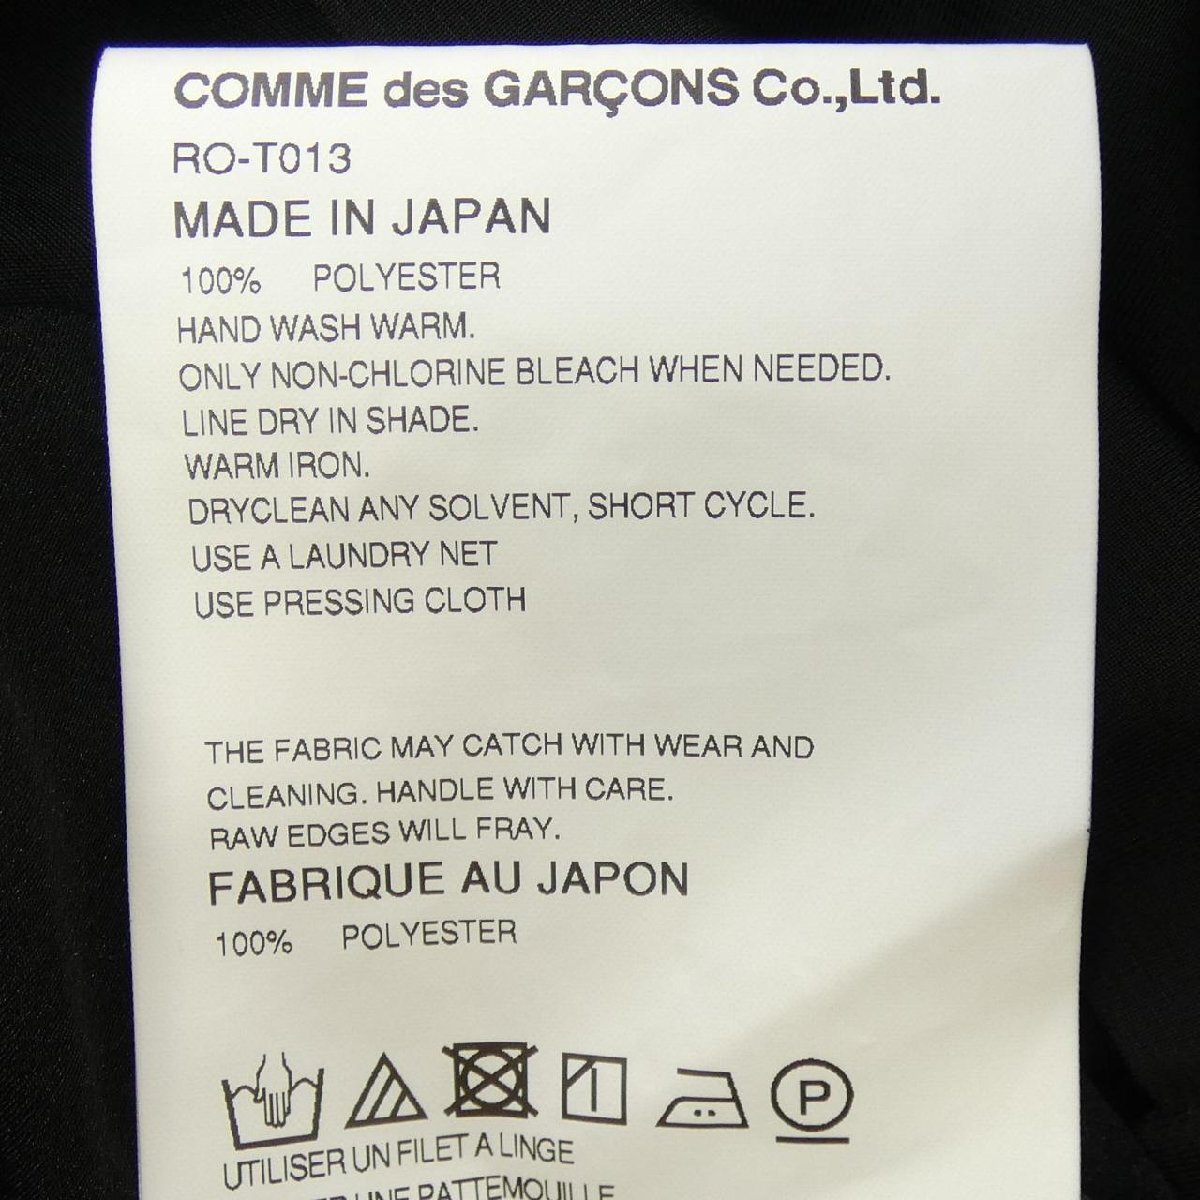 COMME des GARÇONS Co.,Ltd.
RO-T013
MADE IN JAPAN
100% POLYESTER
HAND WASH WARM.
ONLY NON-CHLORINE BLEACH WHEN NEEDED.
LINE DRY IN SHADE.
WARM IRON.
DRYCLEAN ANY SOLVENT, SHORT CYCLE.
USE A LAUNDRY NET
USE PRESSING CLOTH
THE FABRIC MAY CATCH WITH WEAR AND
CLEANING. HANDLE WITH CARE.
RAW EDGES WILL FRAY.
FABRIQUE AU JAPON
100% POLYESTER
P
UTILISER UN FILET A LINGE
UNE PATTEMOUILLE